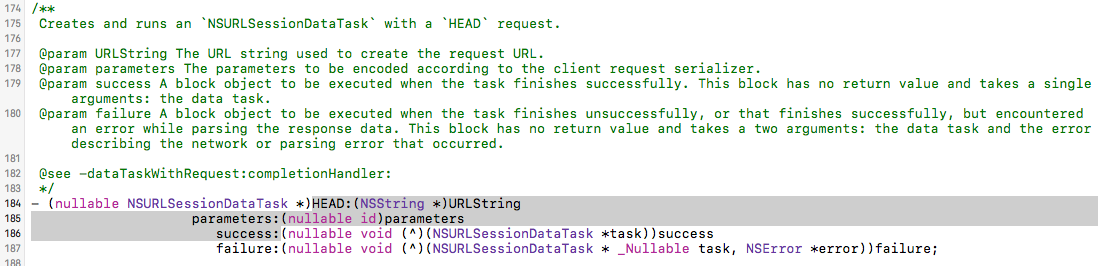 174 /**
175 Creates and runs an `NSURLSessionDataTask` with a `HEAD` request.
176
177 @param URLString The URL string used to create the request URL.
178 @param parameters The parameters to be encoded according to the client request serializer.
179 @param success A block object to be executed when the task finishes successfully. This block has no return value and takes a single
arguments: the data task.
180 @param failure A block object to be executed when the task finishes unsuccessfully, or that finishes successfully, but encountered
an error while parsing the response data. This block has no return value and takes a two arguments: the data task and the error
describing the network or parsing error that occurred.
181
182 @see -dataTaskWithRequest:completionHandler:
183 */
184 - (nullable NSURLSessionDataTask *)HEAD:(NSString *)URLString
185 parameters:(nullable id)parameters
186 success:(nullable void (^)(NSURLSessionDataTask *task))success
187 failure:(nullable void (^)(NSURLSessionDataTask * _Nullable task, NSError *error))failure;
188